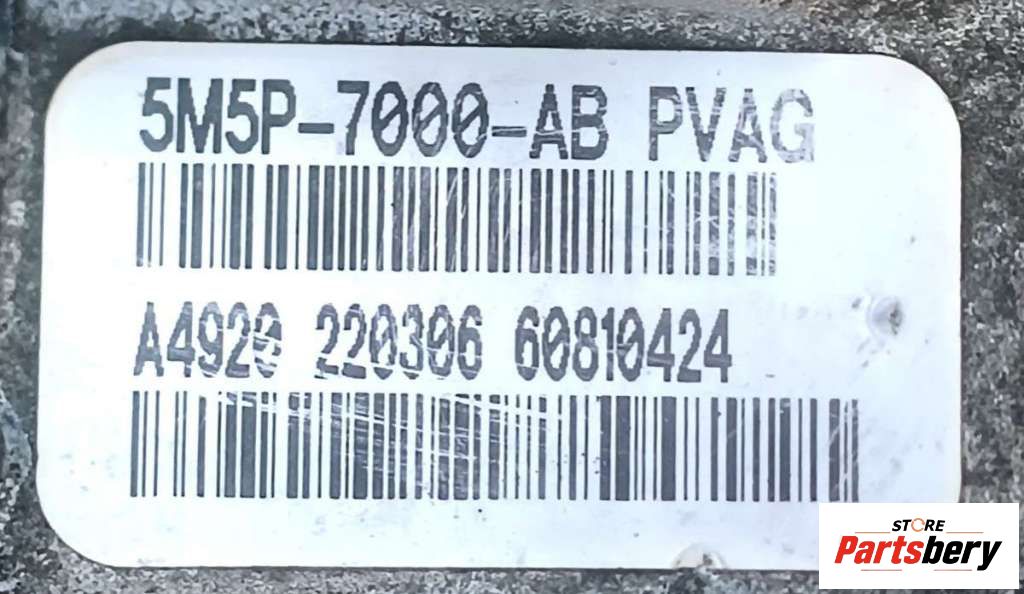 5M5P-7000-AB PVAG
A4920 220306 60810424
STORE
Partsbery